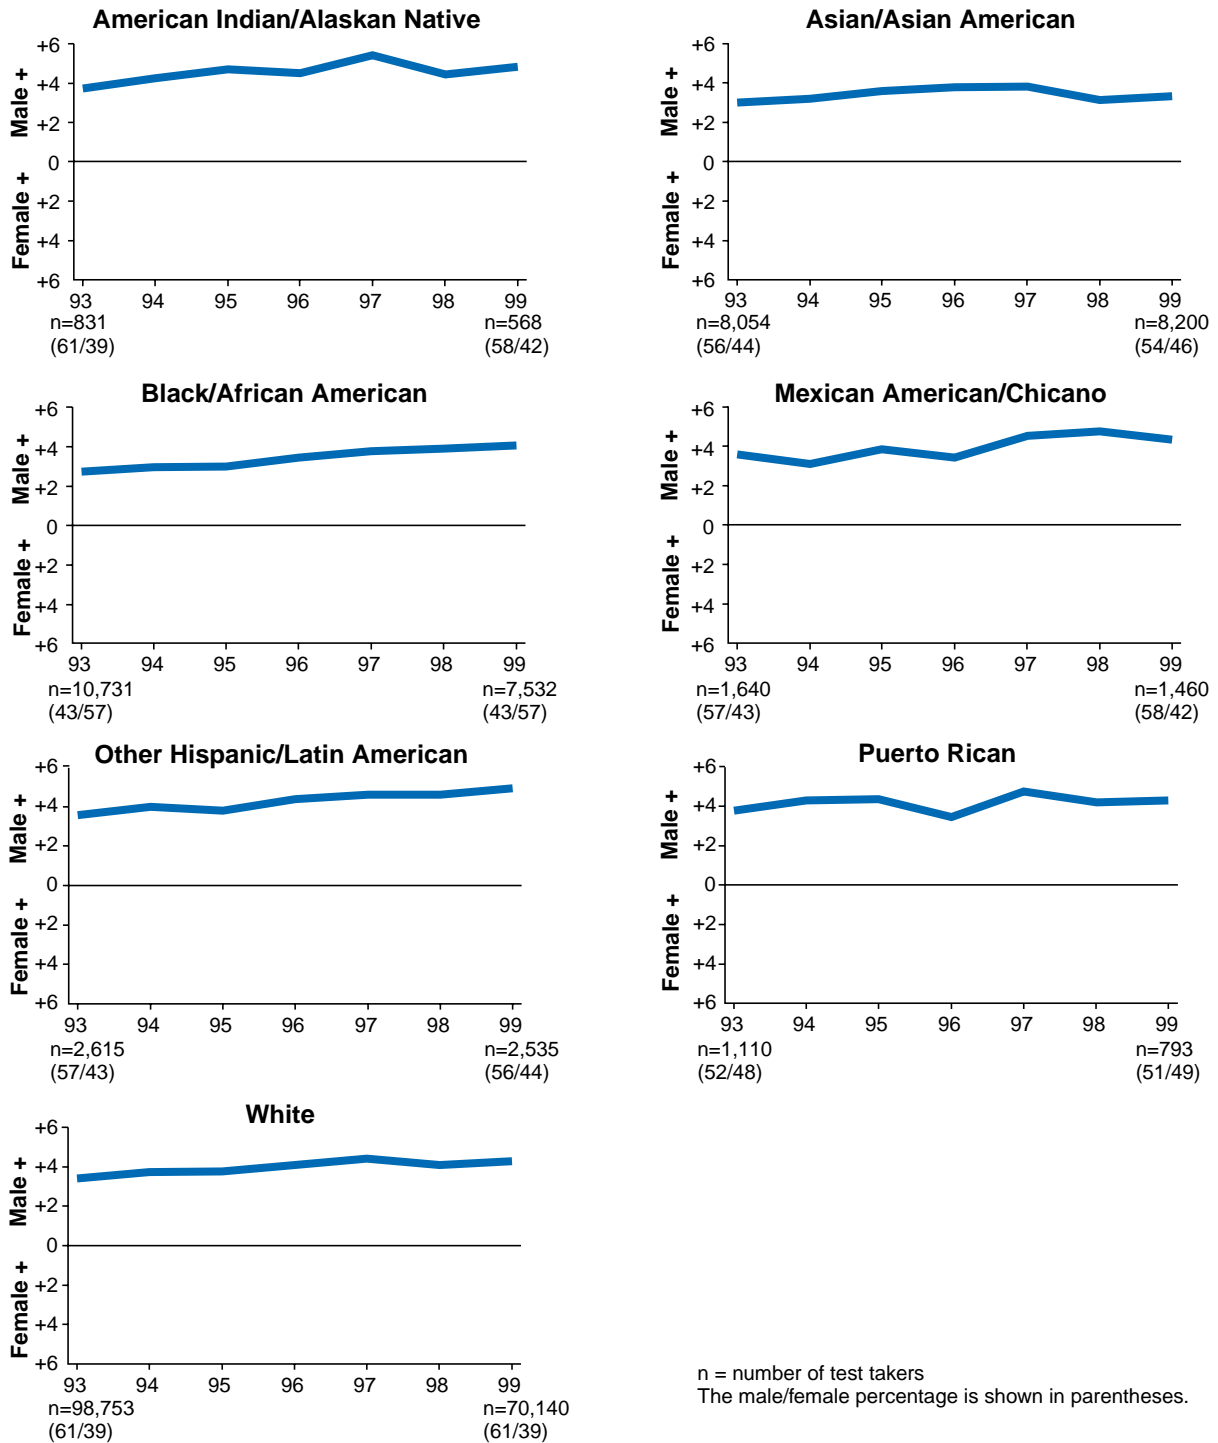 American Indian/Alaskan Native
Male +
Female +
+6
+4
+2
0
+2
+4
+6
93 94 95 96 97 98 99
n=831 n=568
(61/39) (58/42)
Asian/Asian American
Male +
Female +
+6
+4
+2
0
+2
+4
+6
93 94 95 96 97 98 99
n=8,054 n=8,200
(56/44) (54/46)
Black/African American
Male +
Female +
+6
+4
+2
0
+2
+4
+6
93 94 95 96 97 98 99
n=10,731 n=7,532
(43/57) (43/57)
Mexican American/Chicano
Male +
Female +
+6
+4
+2
0
+2
+4
+6
93 94 95 96 97 98 99
n=1,640 n=1,460
(57/43) (58/42)
Other Hispanic/Latin American
Male +
Female +
+6
+4
+2
0
+2
+4
+6
93 94 95 96 97 98 99
n=2,615 n=2,535
(57/43) (56/44)
Puerto Rican
Male +
Female +
+6
+4
+2
0
+2
+4
+6
93 94 95 96 97 98 99
n=1,110 n=793
(52/48) (51/49)
White
Male +
Female +
+6
+4
+2
0
+2
+4
+6
93 94 95 96 97 98 99
n=98,753 n=70,140
(61/39) (61/39)
n = number of test takers
The male/female percentage is shown in parentheses.